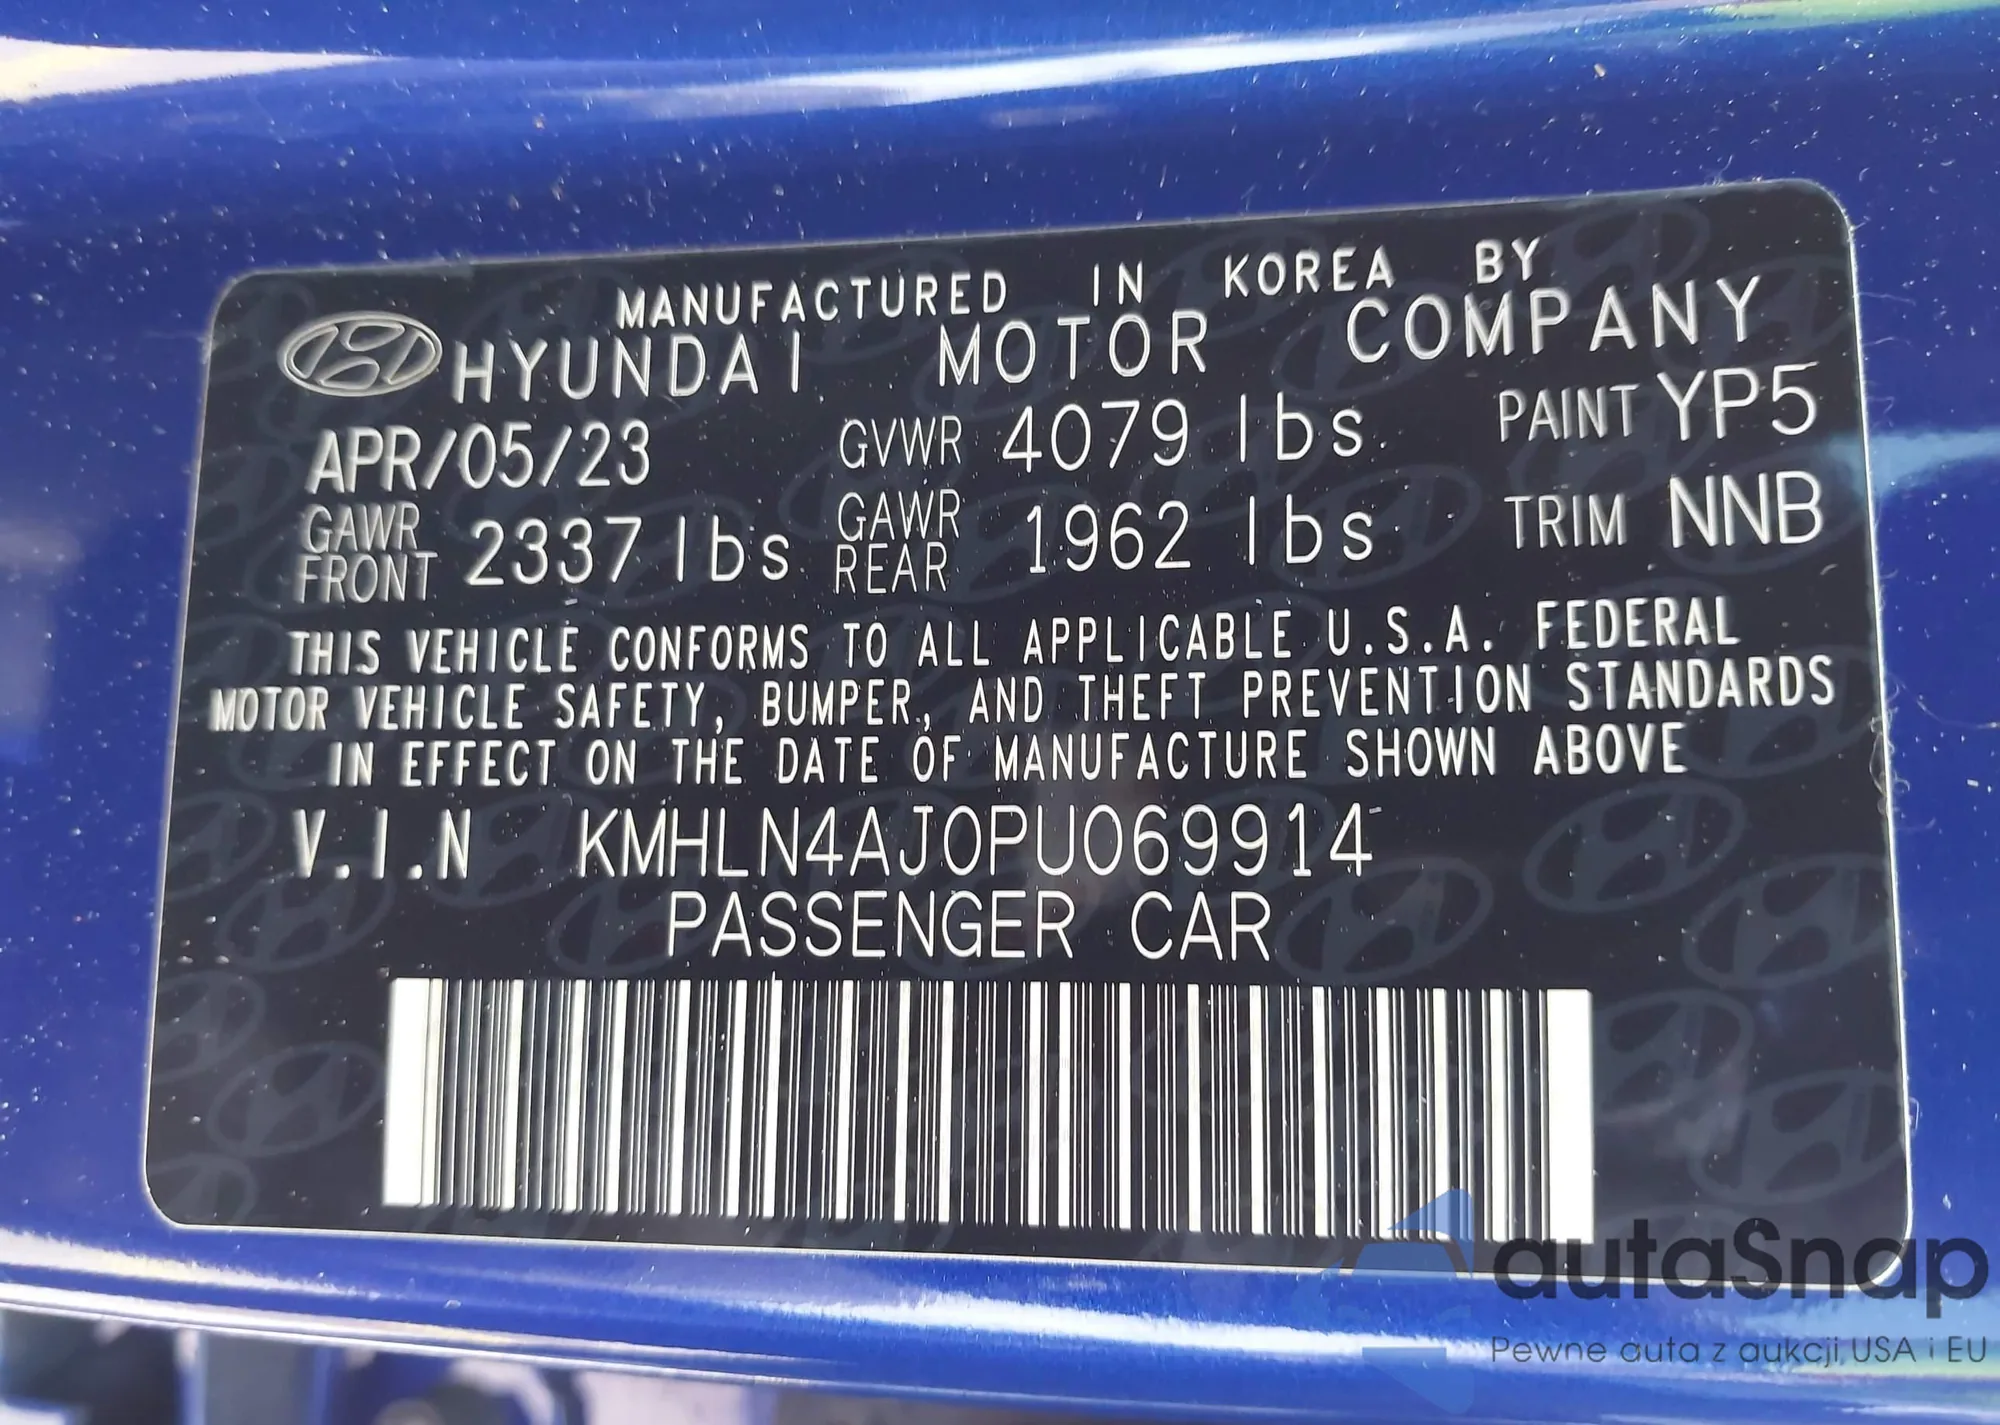 MANUFACTURED IN KOREA BY
HYUNDAI MOTOR COMPANY
APR/05/23 GVWR 4079 lbs. PAINT YP5
GAWR FRONT 2337 lbs GAWR REAR 1962 lbs TRIM NNB
THIS VEHICLE CONFORMS TO ALL APPLICABLE U.S.A. FEDERAL
MOTOR VEHICLE SAFETY, BUMPER, AND THEFT PREVENTION STANDARDS
IN EFFECT ON THE DATE OF MANUFACTURE SHOWN ABOVE
V.I.N KMHLN4AJ0PU069914
PASSENGER CAR
autaSnap
Pewne auta z aukcji USA i EU